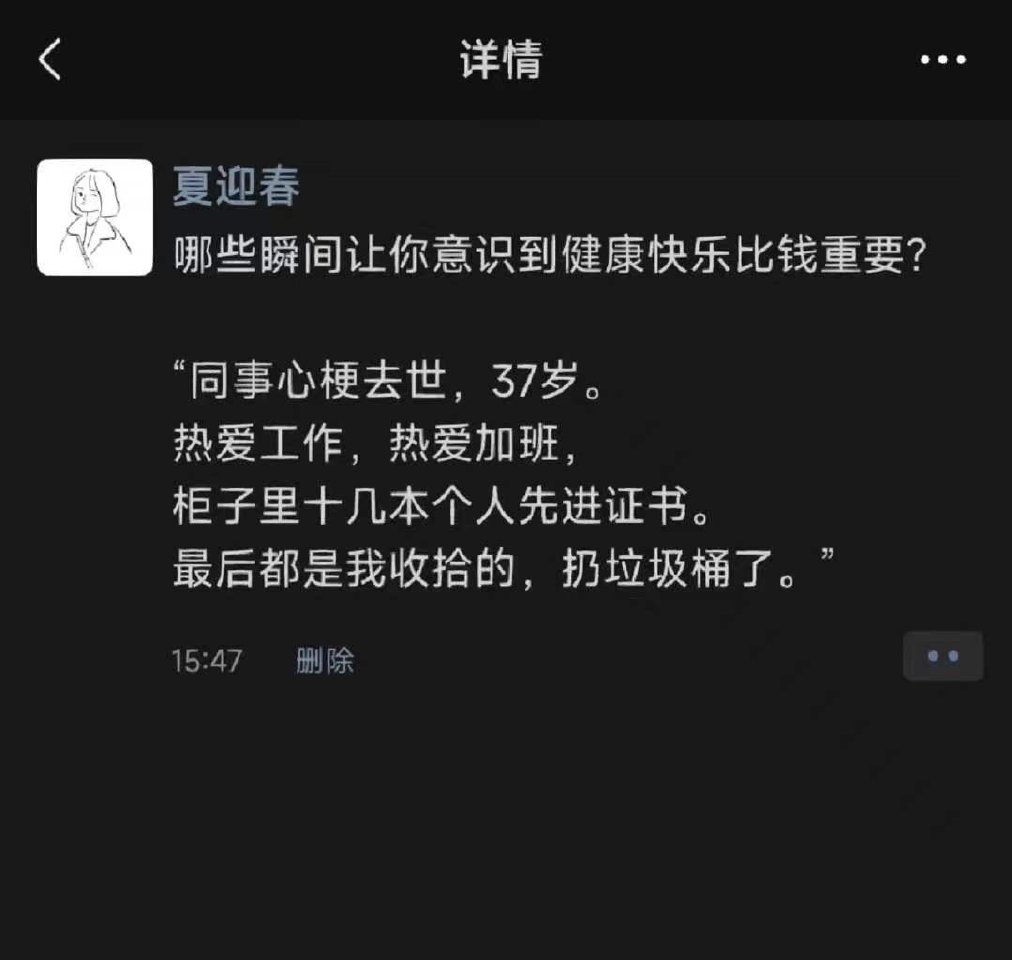 详情
夏迎春
哪些瞬间让你意识到健康快乐比钱重要？
“同事心梗去世，37岁。
热爱工作，热爱加班，
柜子里十几本个人先进证书。
最后都是我收拾的，扔垃圾桶了。”
15:47 删除